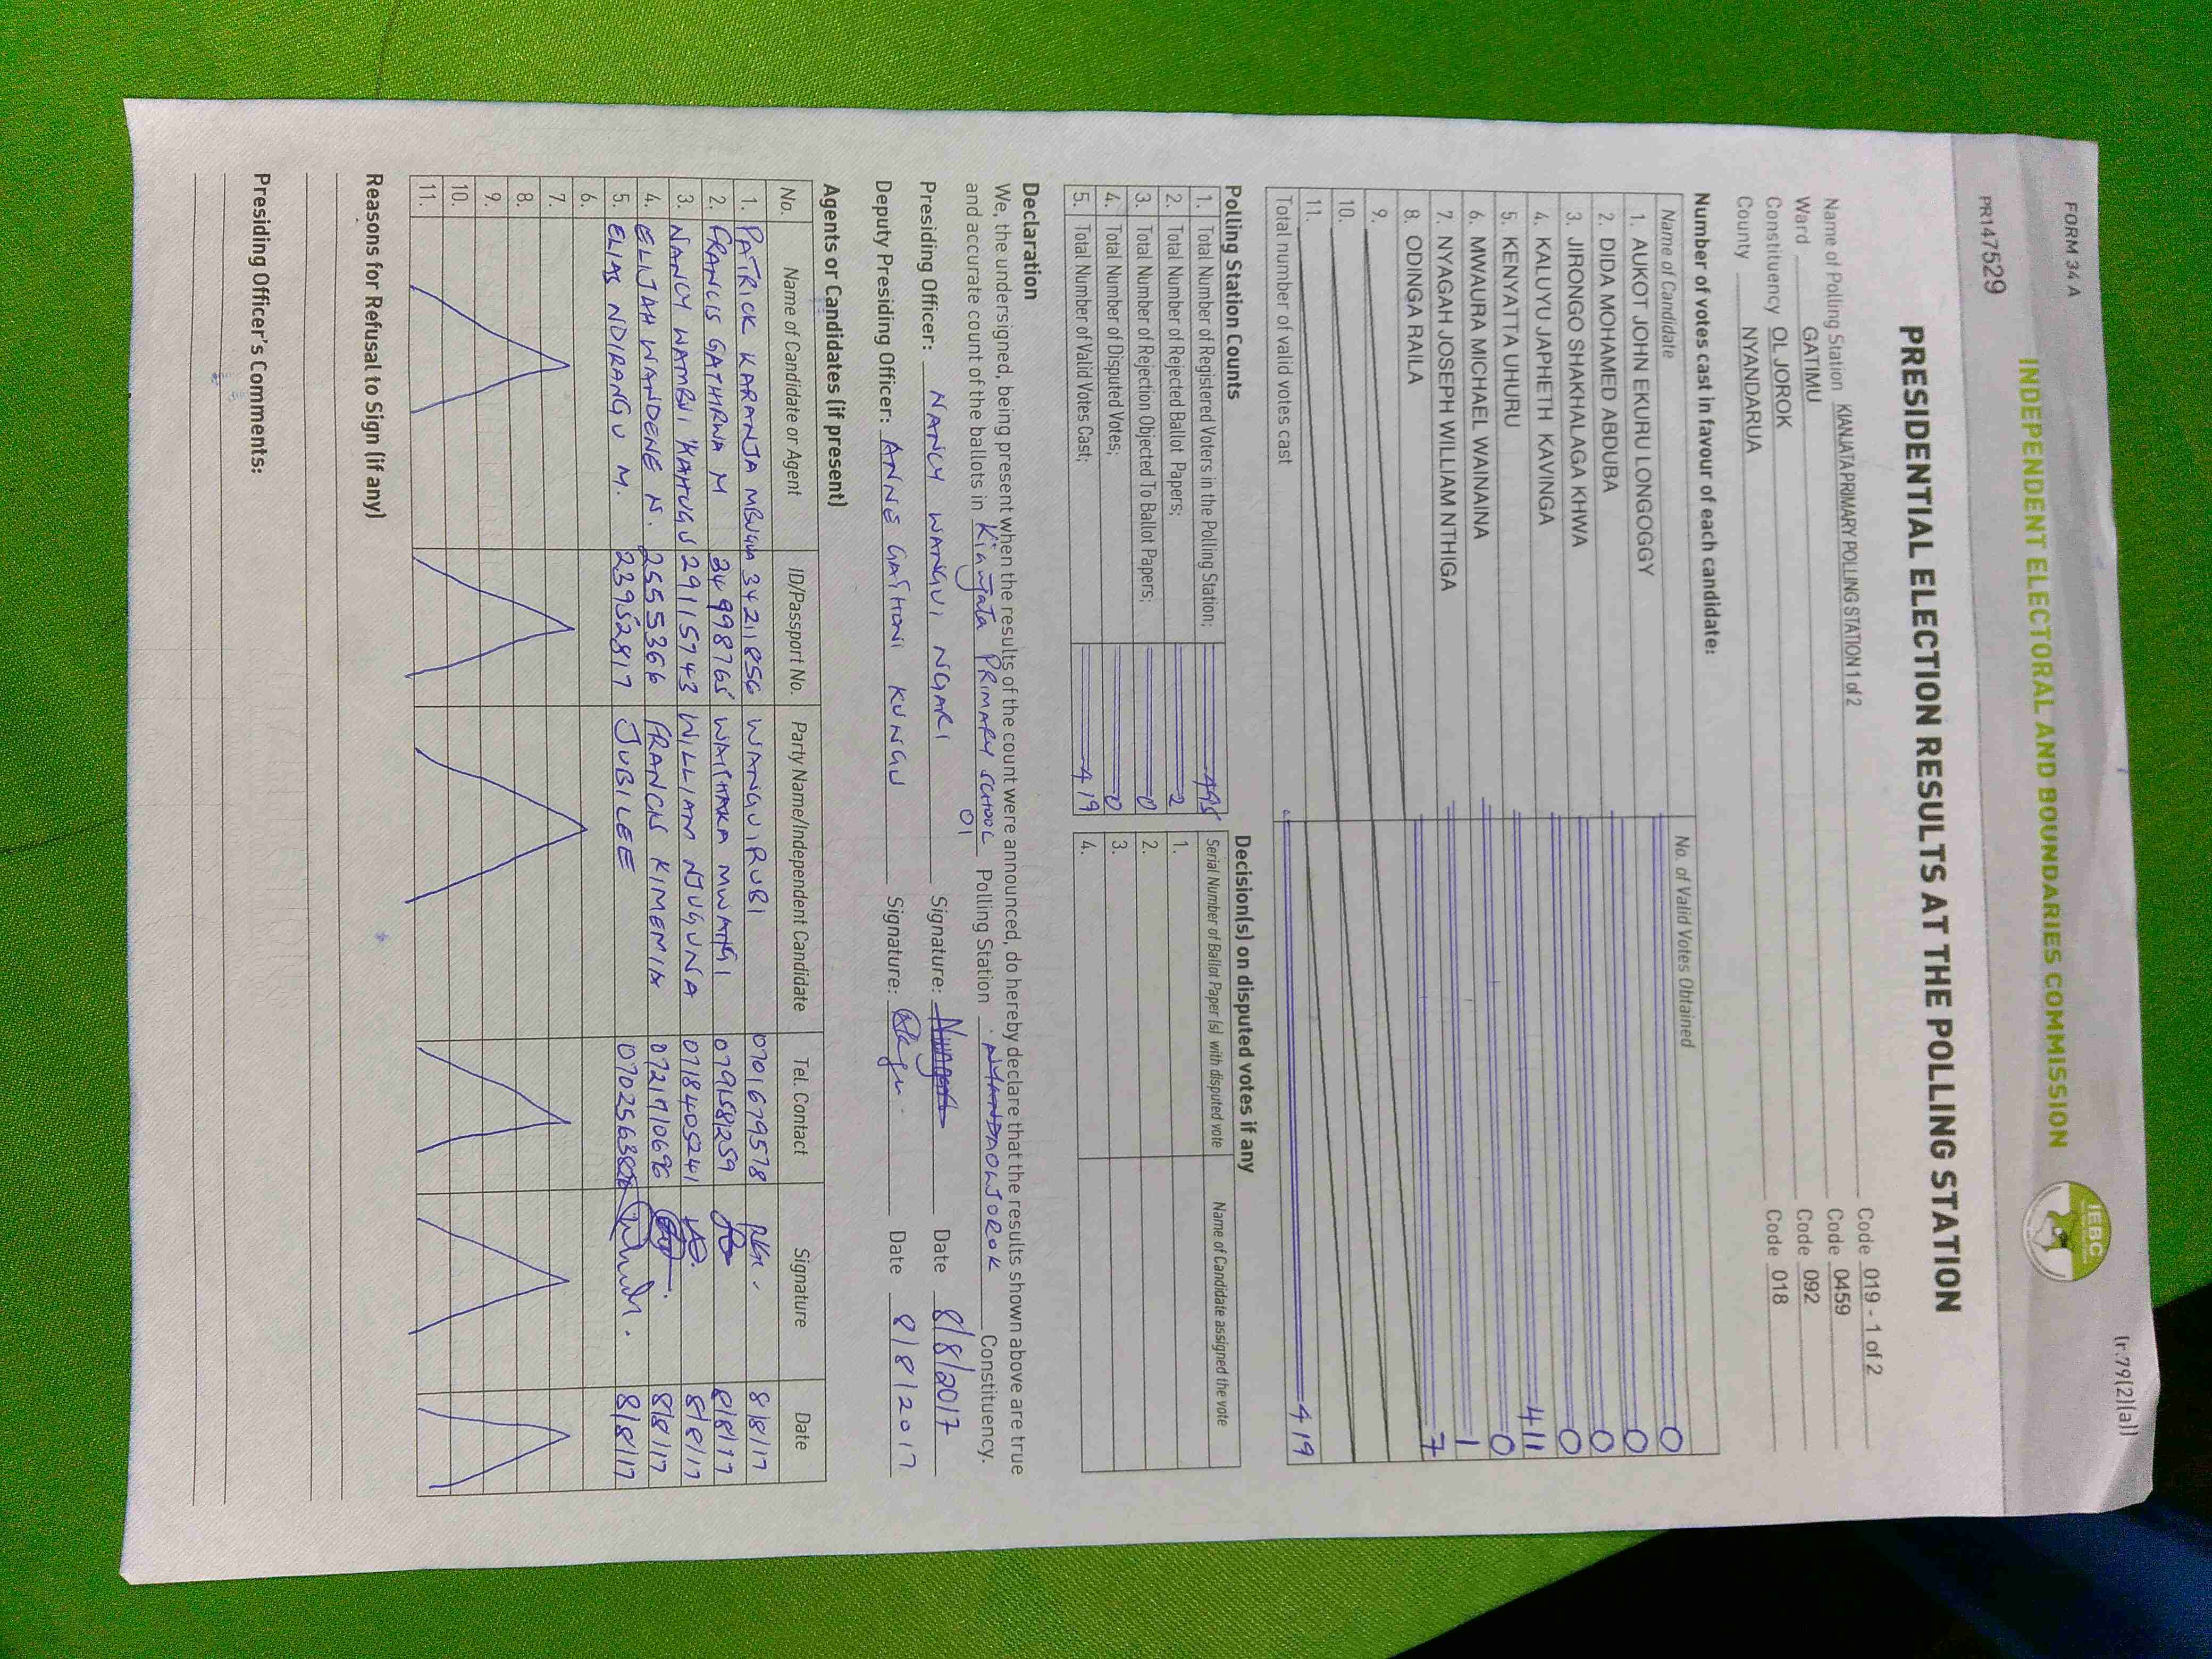 (r.79(2)(a))
FORM 34 A
INDEPENDENT ELECTORAL AND BOUNDARIES COMMISSION
IEBC
PR147529
PRESIDENTIAL ELECTION RESULTS AT THE POLLING STATION
Name of Polling Station KIANJATA PRIMARY POLLING STATION 1 of 2 Code 019 - 1 of 2
Ward GATIMU Code 0459
Constituency OL JOROK Code 092
County NYANDARUA Code 018
Number of votes cast in favour of each candidate:
Name of Candidate No. of Valid Votes Obtained
1. AUKOT JOHN EKURU LONGOGGY 0
2. DIDA MOHAMED ABDUBA 0
3. JIRONGO SHAKHALAGA KHWA 0
4. KALUYU JAPHETH KAVINGA 0
5. KENYATTA UHURU 411
6. MWAURA MICHAEL WAINAINA 0
7. NYAGAH JOSEPH WILLIAM NTHIGA 1
8. ODINGA RAILA 7
9.
10.
11.
Total number of valid votes cast 419
Polling Station Counts
1. Total Number of Registered Voters in the Polling Station;
2. Total Number of Rejected Ballot Papers; 2
3. Total Number of Rejection Objected To Ballot Papers; 0
4. Total Number of Disputed Votes; 0
5. Total Number of Valid Votes Cast; 419
Decision(s) on disputed votes if any
Serial Number of Ballot Paper (s) with disputed vote Name of Candidate assigned the vote
1.
2.
3.
4.
Declaration
We, the undersigned, being present when the results of the count were announced, do hereby declare that the results shown above are true
and accurate count of the ballots in Kianjata PRIMARY SCHOOL 01 Polling Station OLJOROK Constituency.
Presiding Officer: NANCY WANGUI NGARI Signature: Date 8/8/2017
Deputy Presiding Officer: ANNE GATHONI KUNGU Signature: Date 8/8/2017
Agents or Candidates (if present)
No. Name of Candidate or Agent ID/Passport No. Party Name/Independent Candidate Tel. Contact Signature Date
1. PATRICK KARANJA MBUGUA 34211856 WANGUI RUBI 0701679578 8/8/17
2. FRANCIS M 34998765 MWANGI 0791581259 8/8/17
3. NANCY WAMBUI KAHUGU 29115743 WILLIAM NJUGUNA 0718405241 8/8/17
4. ELIJAH WANDENE N. 25555366 FRANCIS KIMEMIA 0721710696 8/8/17
5. ELIAS NDIRANGU M. 23952817 JUBILEE 8/8/17
6.
7.
8.
9.
10.
11.
Reasons for Refusal to Sign (if any)
Presiding Officer's Comments: